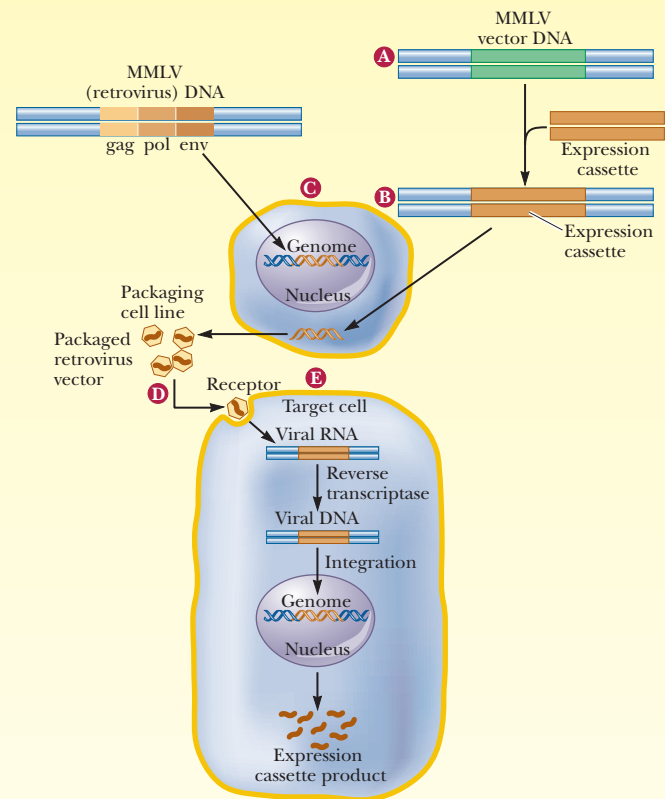 MMLV
vector DNA
A
MMLV
(retrovirus) DNA
gag pol env
Expression
cassette
C
B
Genome
Expression
cassette
Nucleus
Packaging
cell line
Packaged
retrovirus
vector
D
Receptor
E
Target cell
Viral RNA
Reverse
transcriptase
Viral DNA
Integration
Genome
Nucleus
Expression
cassette product